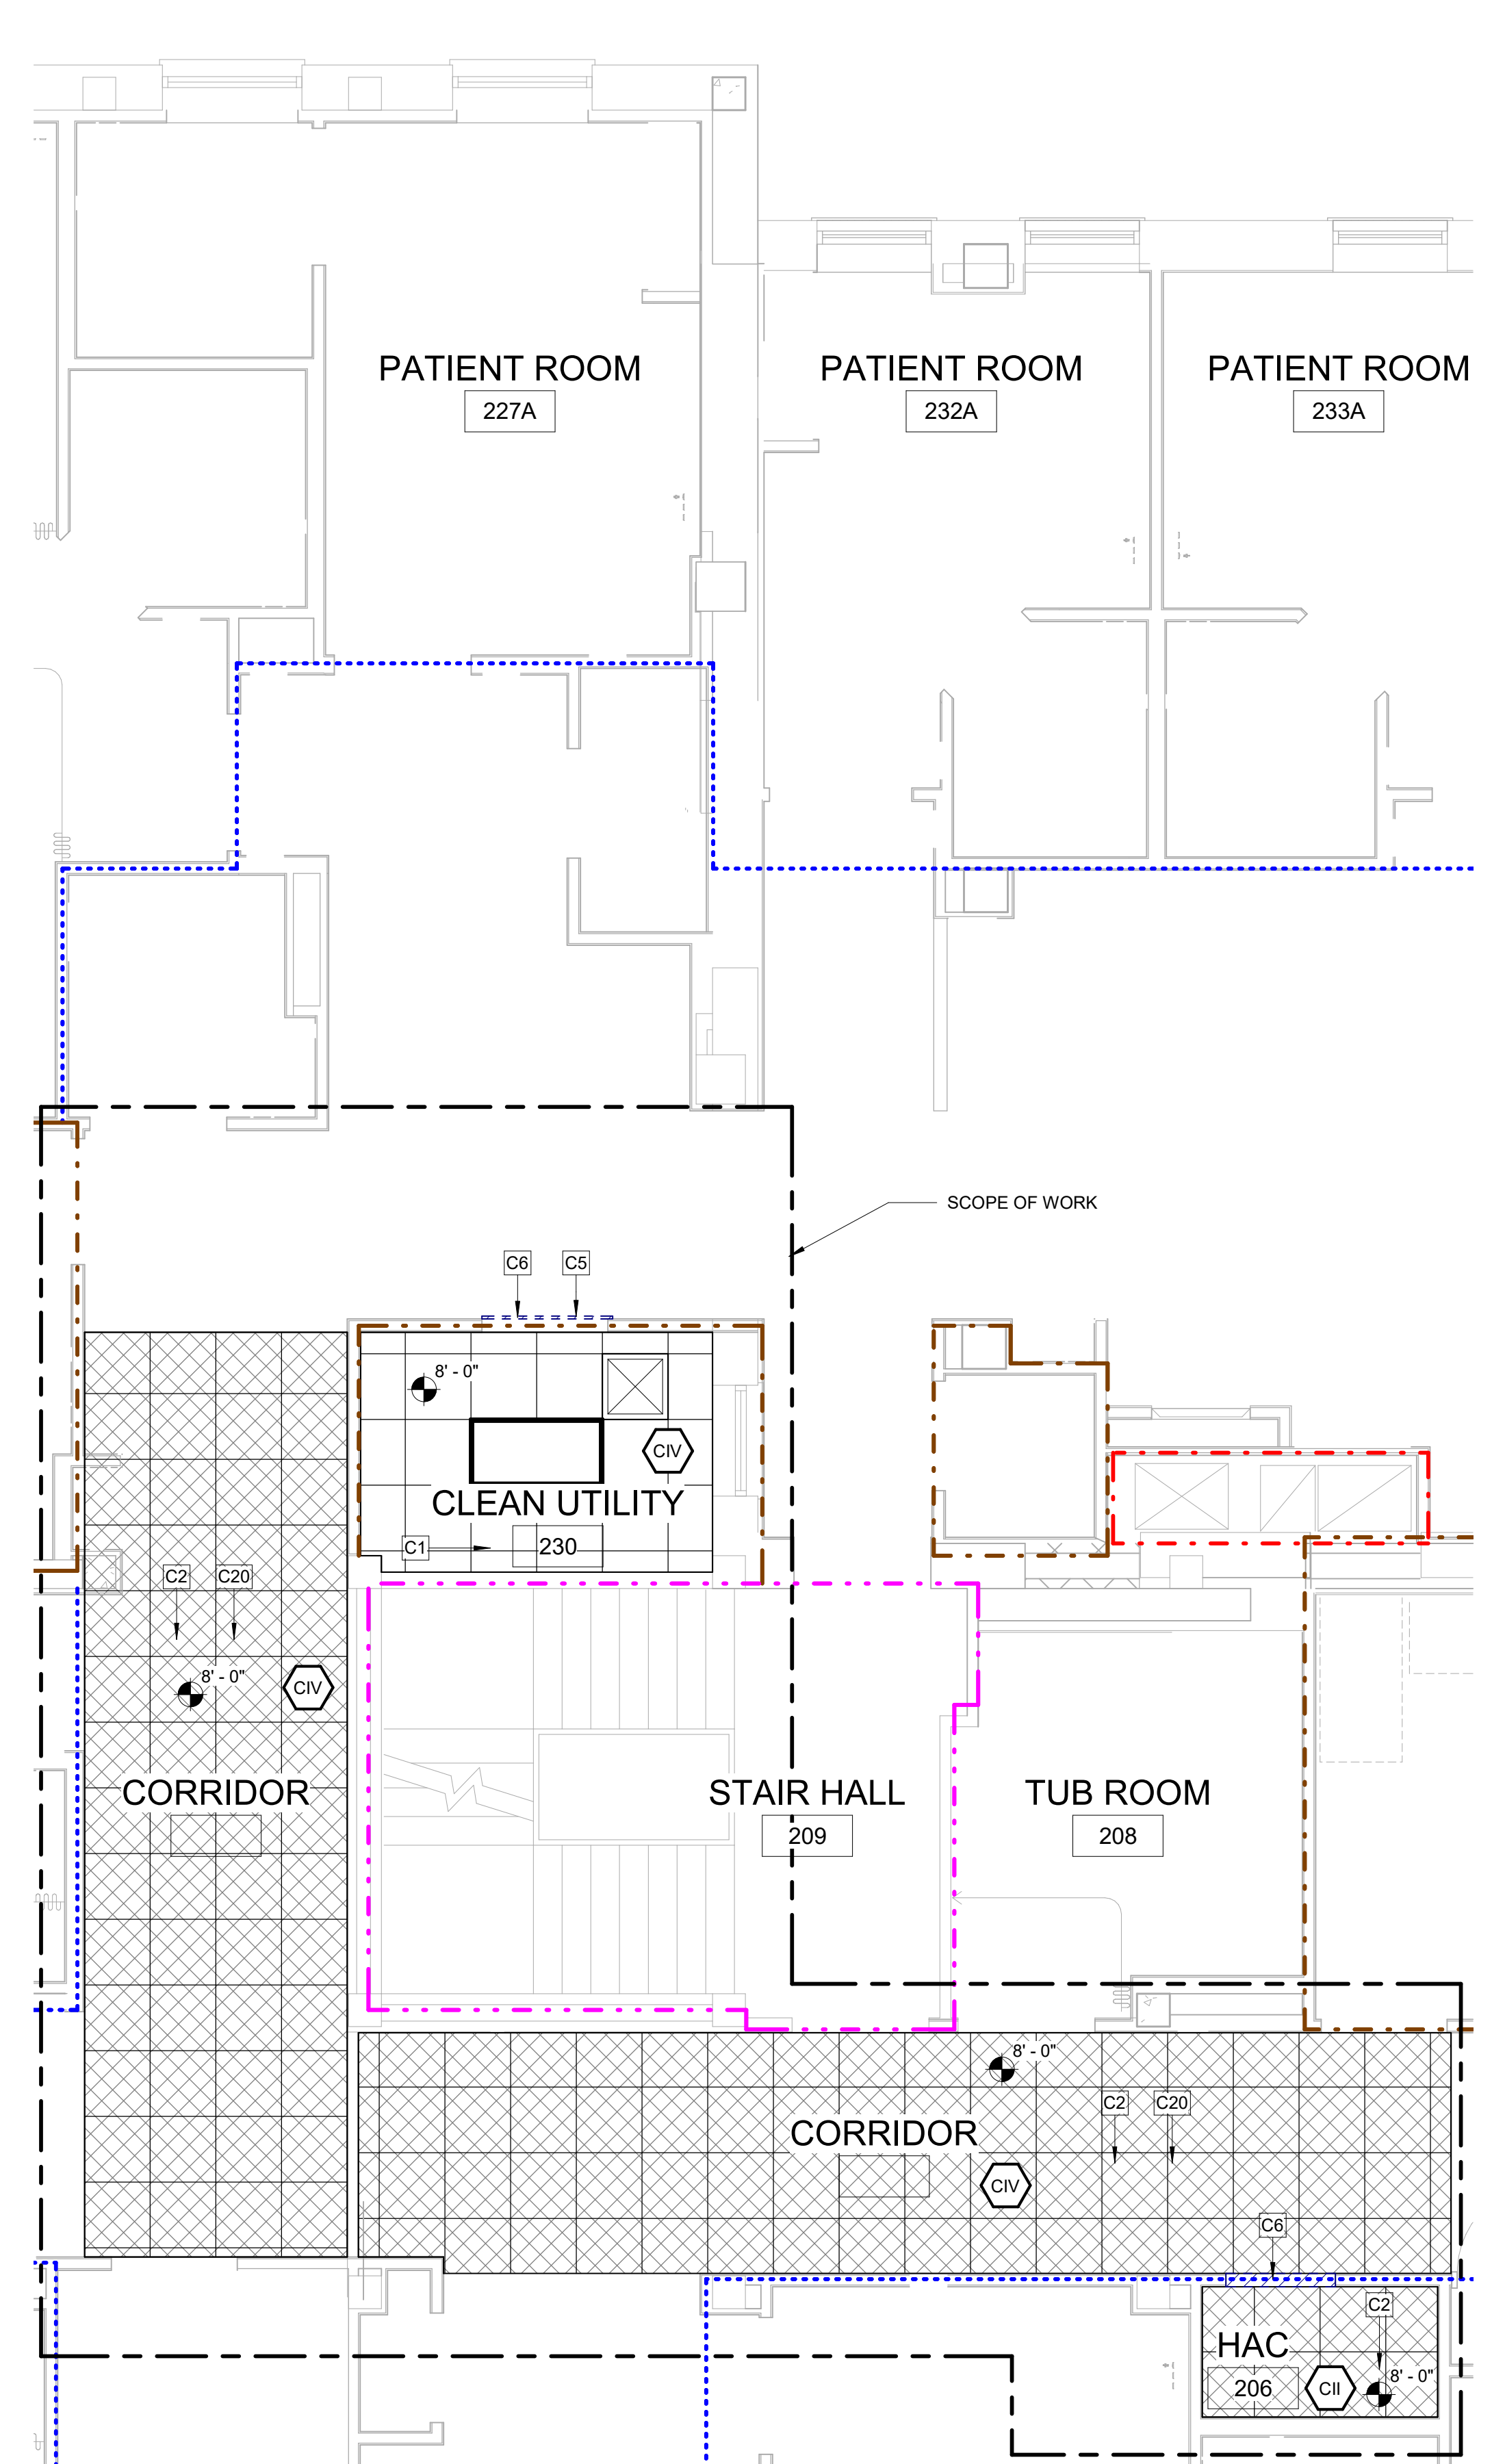 PATIENT ROOM
227A
PATIENT ROOM
232A
PATIENT ROOM
233A
SCOPE OF WORK
C6
C5
8' - 0"
CIV
CLEAN UTILITY
C1
230
C2
C20
8' - 0"
CIV
CORRIDOR
STAIR HALL
209
TUB ROOM
208
8' - 0"
C2
C20
CORRIDOR
CIV
C6
C2
HAC
206
CII
8' - 0"